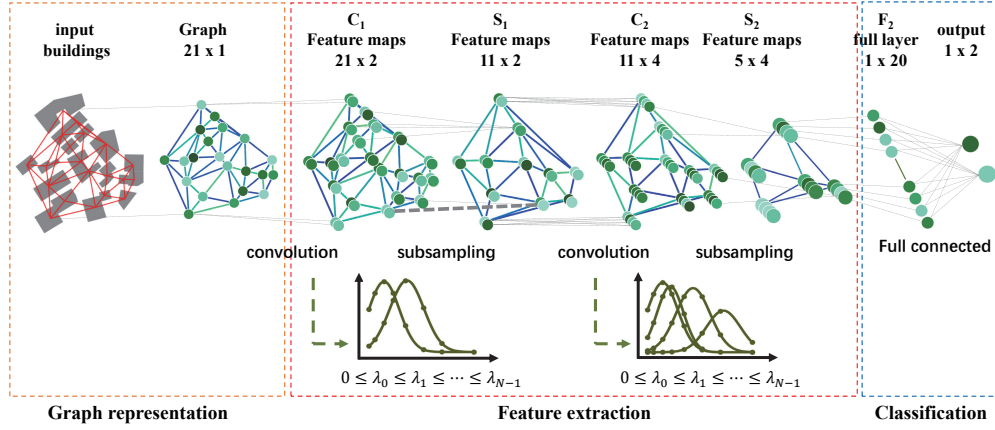 input
buildings
Graph
21 x 1
C₁
Feature maps
21 x 2
S₁
Feature maps
11 x 2
C₂
Feature maps
11 x 4
S₂
Feature maps
5 x 4
F₂
full layer
1 x 20
output
1 x 2
convolution
subsampling
convolution
subsampling
Full connected
0 ≤ λ₀ ≤ λ₁ ≤ ⋯ ≤ λ_{N−1}
0 ≤ λ₀ ≤ λ₁ ≤ ⋯ ≤ λ_{N−1}
Graph representation
Feature extraction
Classification